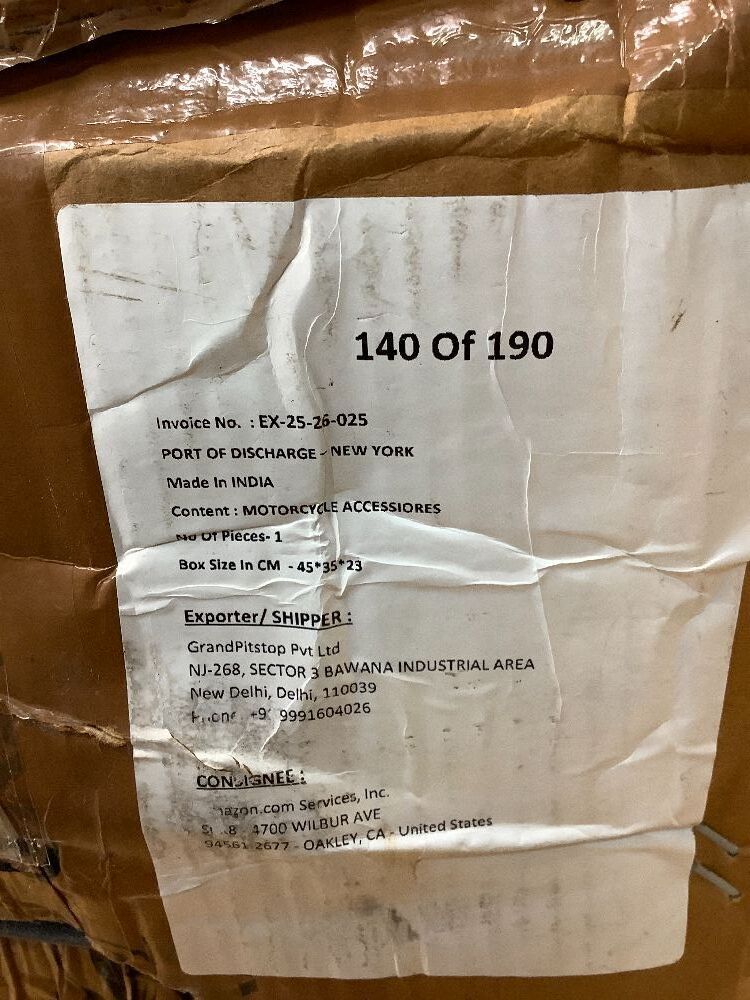 140 Of 190
Invoice No. : EX-25-26-025
PORT OF DISCHARGE - NEW YORK
Made In INDIA
Content : MOTORCYCLE ACCESSIORES
No Of Pieces- 1
Box Size In CM - 45*35*23
Exporter/ SHIPPER :
GrandPitstop Pvt Ltd
NJ-268, SECTOR 3 BAWANA INDUSTRIAL AREA
New Delhi, Delhi, 110039
Phone 9991604026
CONSIGNEE :
Services, Inc.
4700 WILBUR AVE
94561 2677 - OAKLEY, CA - United States